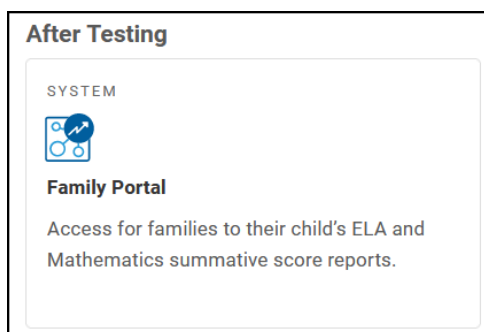 After Testing
SYSTEM
Family Portal
Access for families to their child’s ELA and
Mathematics summative score reports.